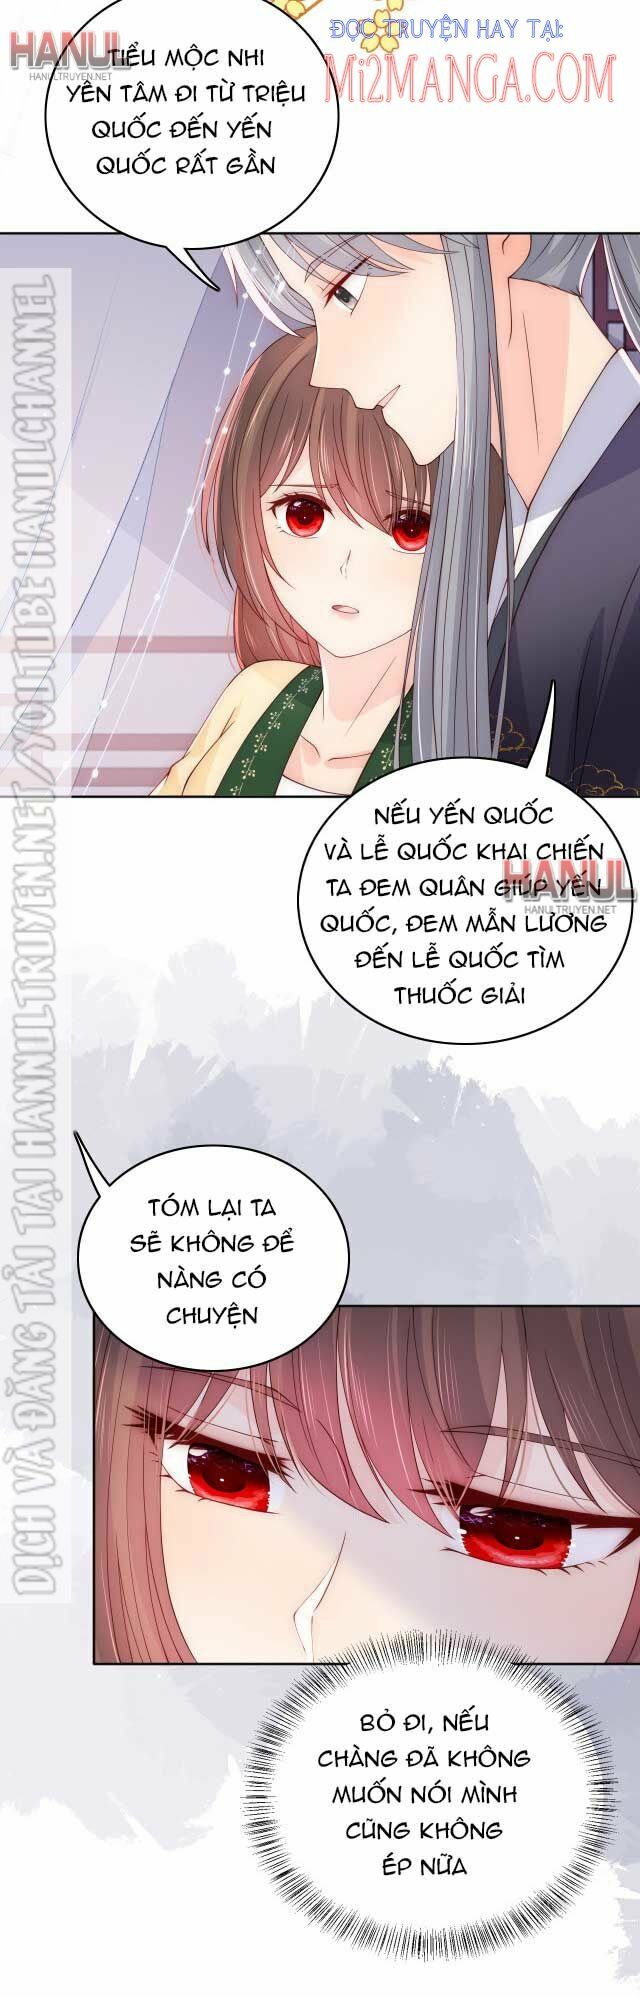 ĐỌC TRUYỆN HAY TẠI:
MI2MANGA.COM
HANUL
HANULTRUYEN.NET
TIỂU MỘC NHI
YÊN TÂM ĐI TỪ TRIỆU
QUỐC ĐẾN YẾN
QUỐC RẤT GẦN
NẾU YẾN QUỐC
VÀ LỄ QUỐC KHAI CHIẾN
TA ĐEM QUÂN GIÚP YẾN
QUỐC, ĐEM MẪN LƯƠNG
ĐẾN LỄ QUỐC TÌM
THUỐC GIẢI
HANUL
HANULTRUYEN.NET
TÓM LẠI TA
SẼ KHÔNG ĐỂ
NÀNG CÓ
CHUYỆN
BỎ ĐI, NẾU
CHÀNG ĐÃ KHÔNG
MUỐN NÓI MÌNH
CŨNG KHÔNG
ÉP NỮA
DỊCH VÀ ĐĂNG TẢI TẠI HANNULTRUYEN.NET/YOUTUBE HANULCHANNEL